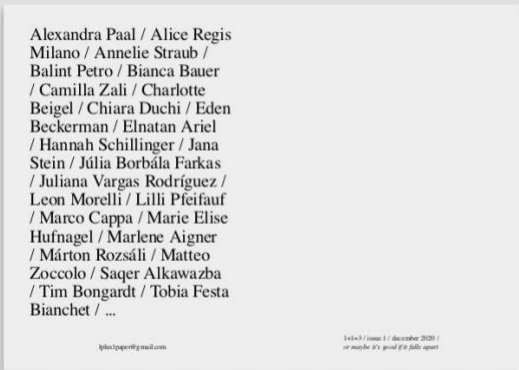 Alexandra Paal / Alice Regis
Milano / Annelie Straub /
Balint Petro / Bianca Bauer
/ Camilla Zali / Charlotte
Beigel / Chiara Duchi / Eden
Beckerman / Elnatan Ariel
/ Hannah Schillinger / Jana
Stein / Júlia Borbála Farkas
/ Juliana Vargas Rodríguez /
Leon Morelli / Lilli Pfeifauf
/ Marco Cappa / Marie Elise
Hufnagel / Marlene Aigner
/ Márton Rozsáli / Matteo
Zoccolo / Saqer Alkawazba
/ Tim Bongardt / Tobia Festa
Bianchet / ...
1plus1paper@gmail.com
1+1=3 / issue 1 / december 2020 /
or maybe it's good if it falls apart